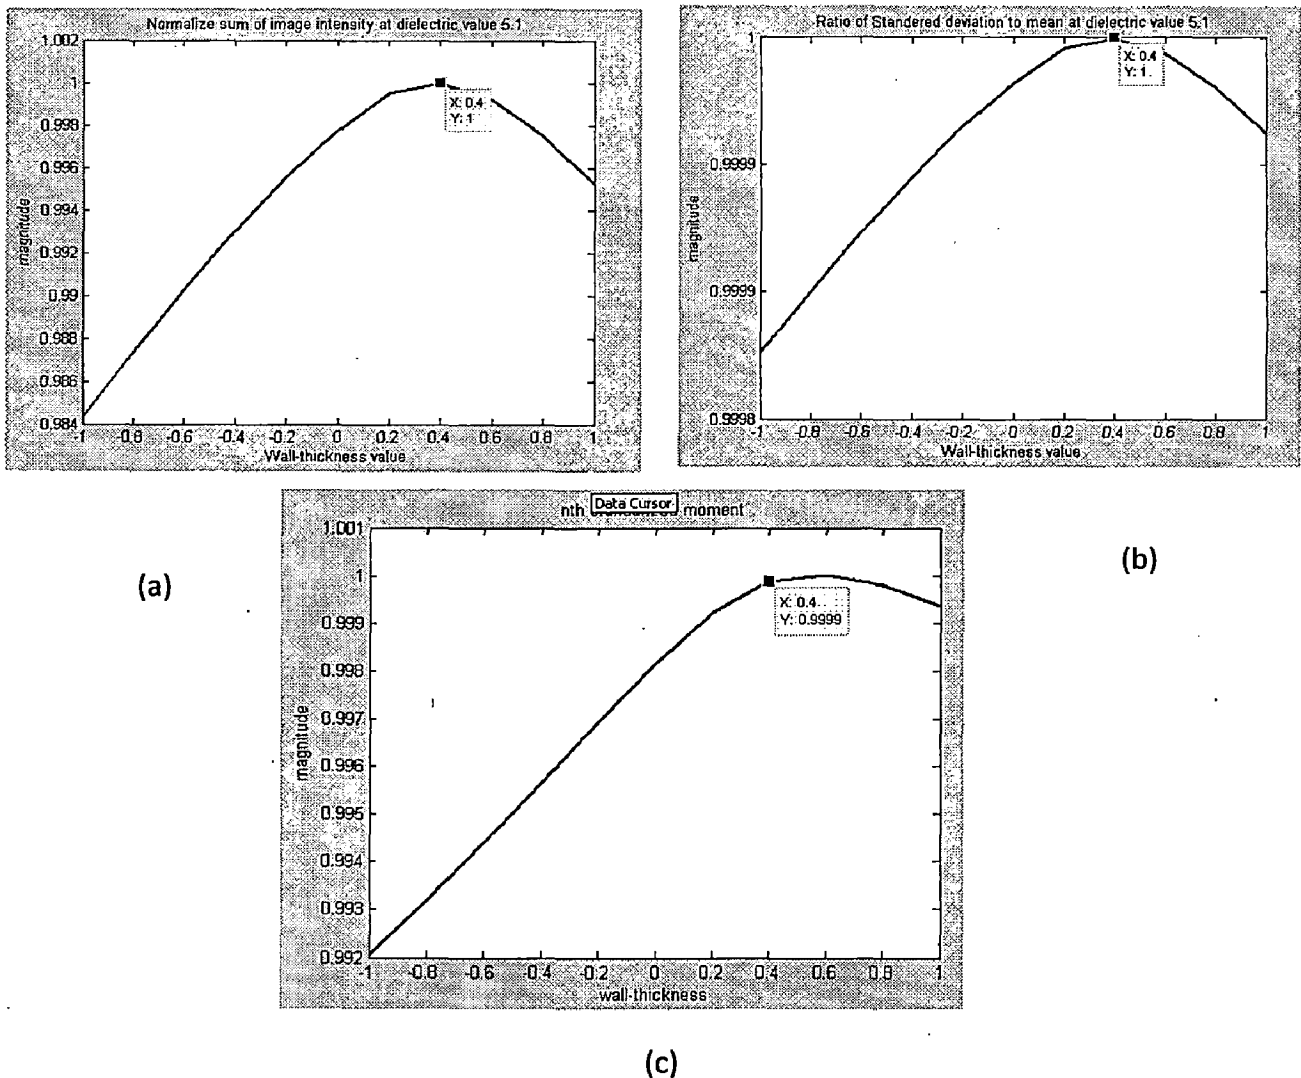 Normalize sum of image intensity at dielectric value 5.1
1.002
1
0.998
0.996
0.994
0.992
0.99
0.988
0.986
0.984
magnitude
X: 0.4
Y: 1
-1 -0.8 -0.6 -0.4 -0.2 0 0.2 0.4 0.6 0.8 1
Wall-thickness value
(a)
Ratio of Standered deviation to mean at dielectric value 5.1
1
0.9999
0.9999
0.9998
magnitude
X: 0.4
Y: 1
-1 -0.8 -0.6 -0.4 -0.2 0 0.2 0.4 0.6 0.8 1
Wall-thickness value
(b)
nth Data Cursor moment
1.001
1
0.999
0.998
0.997
0.996
0.995
0.994
0.993
0.992
magnitude
X: 0.4
Y: 0.9999
-1 -0.8 -0.6 -0.4 -0.2 0 0.2 0.4 0.6 0.8 1
wall-thickness
(c)